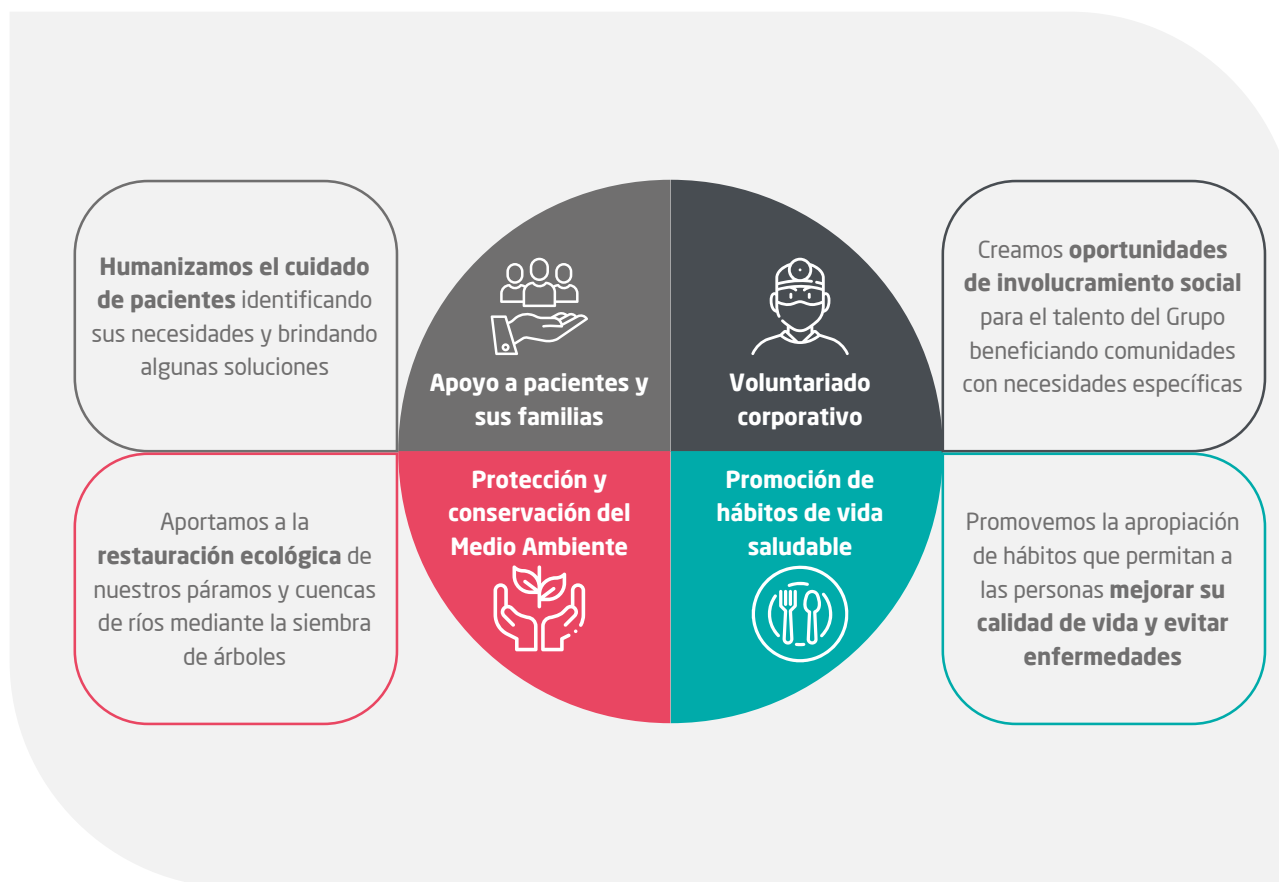 Humanizamos el cuidado
de pacientes identificando
sus necesidades y brindando
algunas soluciones
Apoyo a pacientes y
sus familias
Voluntariado
corporativo
Creamos oportunidades
de involucramiento social
para el talento del Grupo
beneficiando comunidades
con necesidades específicas
Aportamos a la
restauración ecológica de
nuestros páramos y cuencas
de ríos mediante la siembra
de árboles
Protección y
conservación del
Medio Ambiente
Promoción de
hábitos de vida
saludable
Promovemos la apropiación
de hábitos que permitan a
las personas mejorar su
calidad de vida y evitar
enfermedades